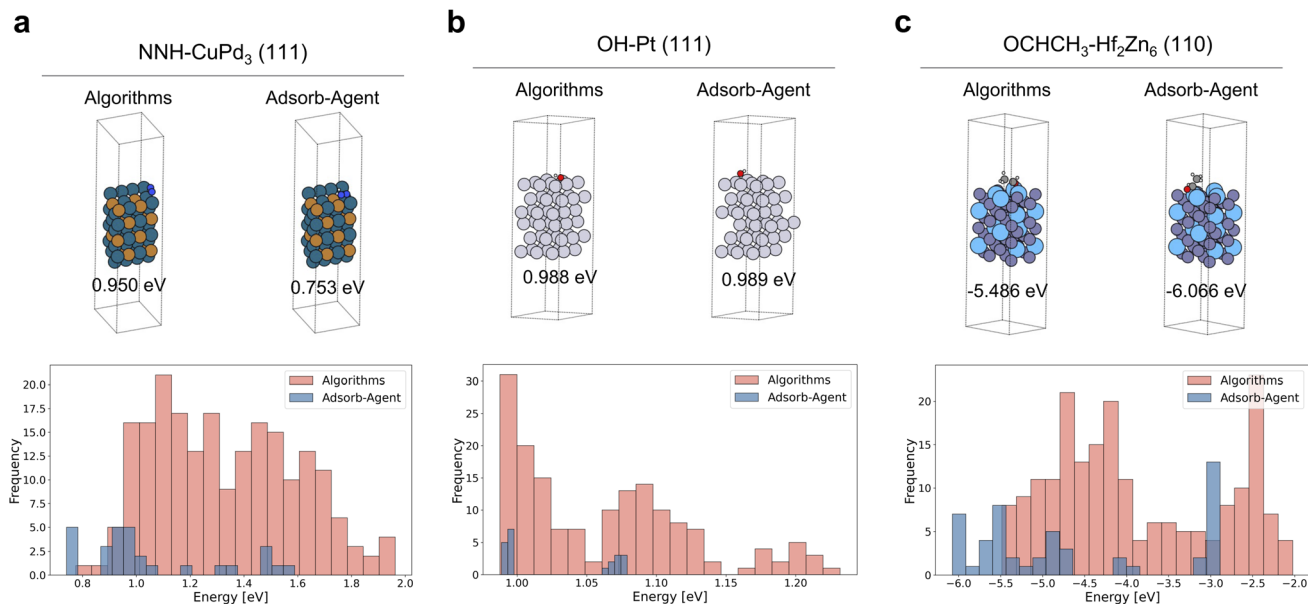 a
NNH-CuPd₃ (111)
Algorithms Adsorb-Agent
0.950 eV 0.753 eV
Frequency
20.0
17.5
15.0
12.5
10.0
7.5
5.0
2.5
0.0
Algorithms
Adsorb-Agent
0.8 1.0 1.2 1.4 1.6 1.8 2.0
Energy [eV]
b
OH-Pt (111)
Algorithms Adsorb-Agent
0.988 eV 0.989 eV
Frequency
30
25
20
15
10
5
0
Algorithms
Adsorb-Agent
1.00 1.05 1.10 1.15 1.20
Energy [eV]
c
OCHCH₃-Hf₂Zn₆ (110)
Algorithms Adsorb-Agent
-5.486 eV -6.066 eV
Frequency
20
15
10
5
0
Algorithms
Adsorb-Agent
−6.0 −5.5 −5.0 −4.5 −4.0 −3.5 −3.0 −2.5 −2.0
Energy [eV]